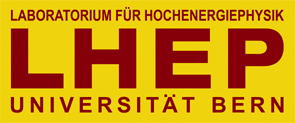 LABORATORIUM FÜR HOCHENERGIEPHYSIK
LHEP
UNIVERSITÄT BERN